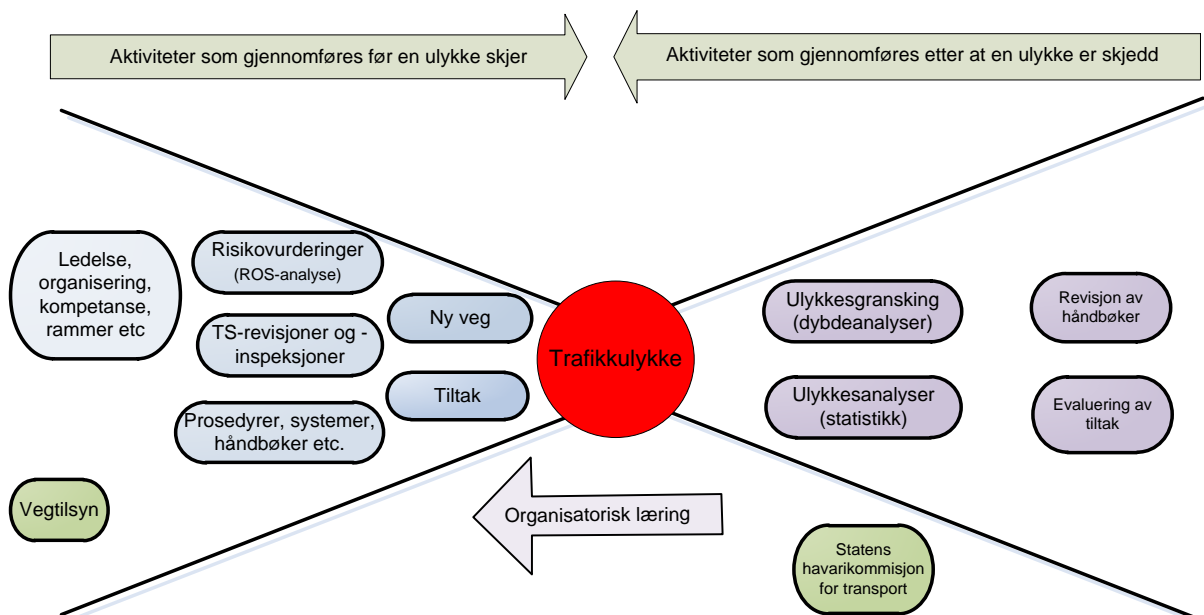 Aktiviteter som gjennomføres før en ulykke skjer
Aktiviteter som gjennomføres etter at en ulykke er skjedd
Ledelse,
organisering,
kompetanse,
rammer etc
Risikovurderinger
(ROS-analyse)
TS-revisjoner og -
inspeksjoner
Prosedyrer, systemer,
håndbøker etc.
Ny veg
Tiltak
Trafikkulykke
Ulykkesgransking
(dybdeanalyser)
Ulykkesanalyser
(statistikk)
Revisjon av
håndbøker
Evaluering av
tiltak
Vegtilsyn
Organisatorisk læring
Statens
havarikommisjon
for transport